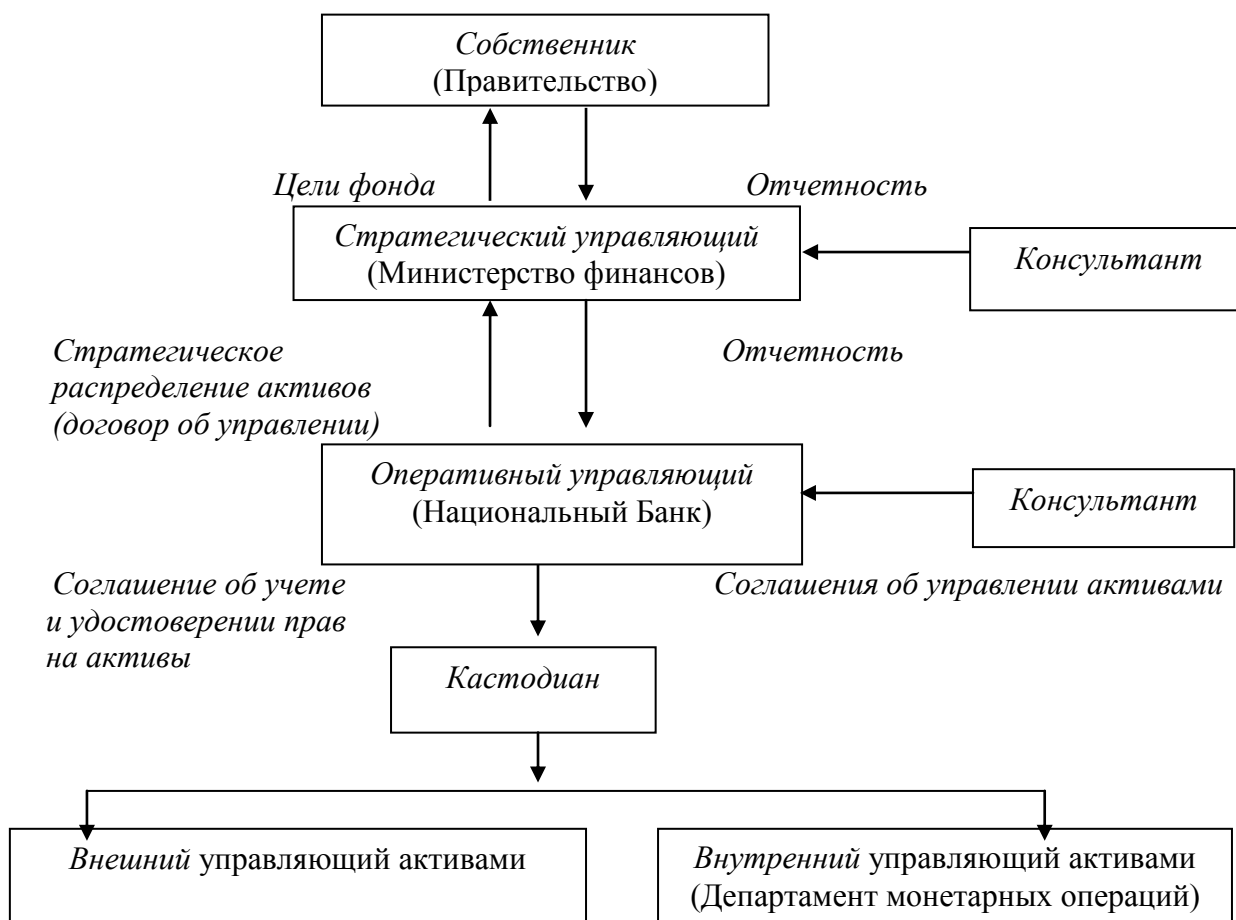 Собственник
(Правительство)
Цели фонда
Отчетность
Стратегический управляющий
(Министерство финансов)
Консультант
Стратегическое
распределение активов
(договор об управлении)
Отчетность
Оперативный управляющий
(Национальный Банк)
Консультант
Соглашение об учете
и удостоверении прав
на активы
Соглашения об управлении активами
Кастодиан
Внешний управляющий активами
Внутренний управляющий активами
(Департамент монетарных операций)